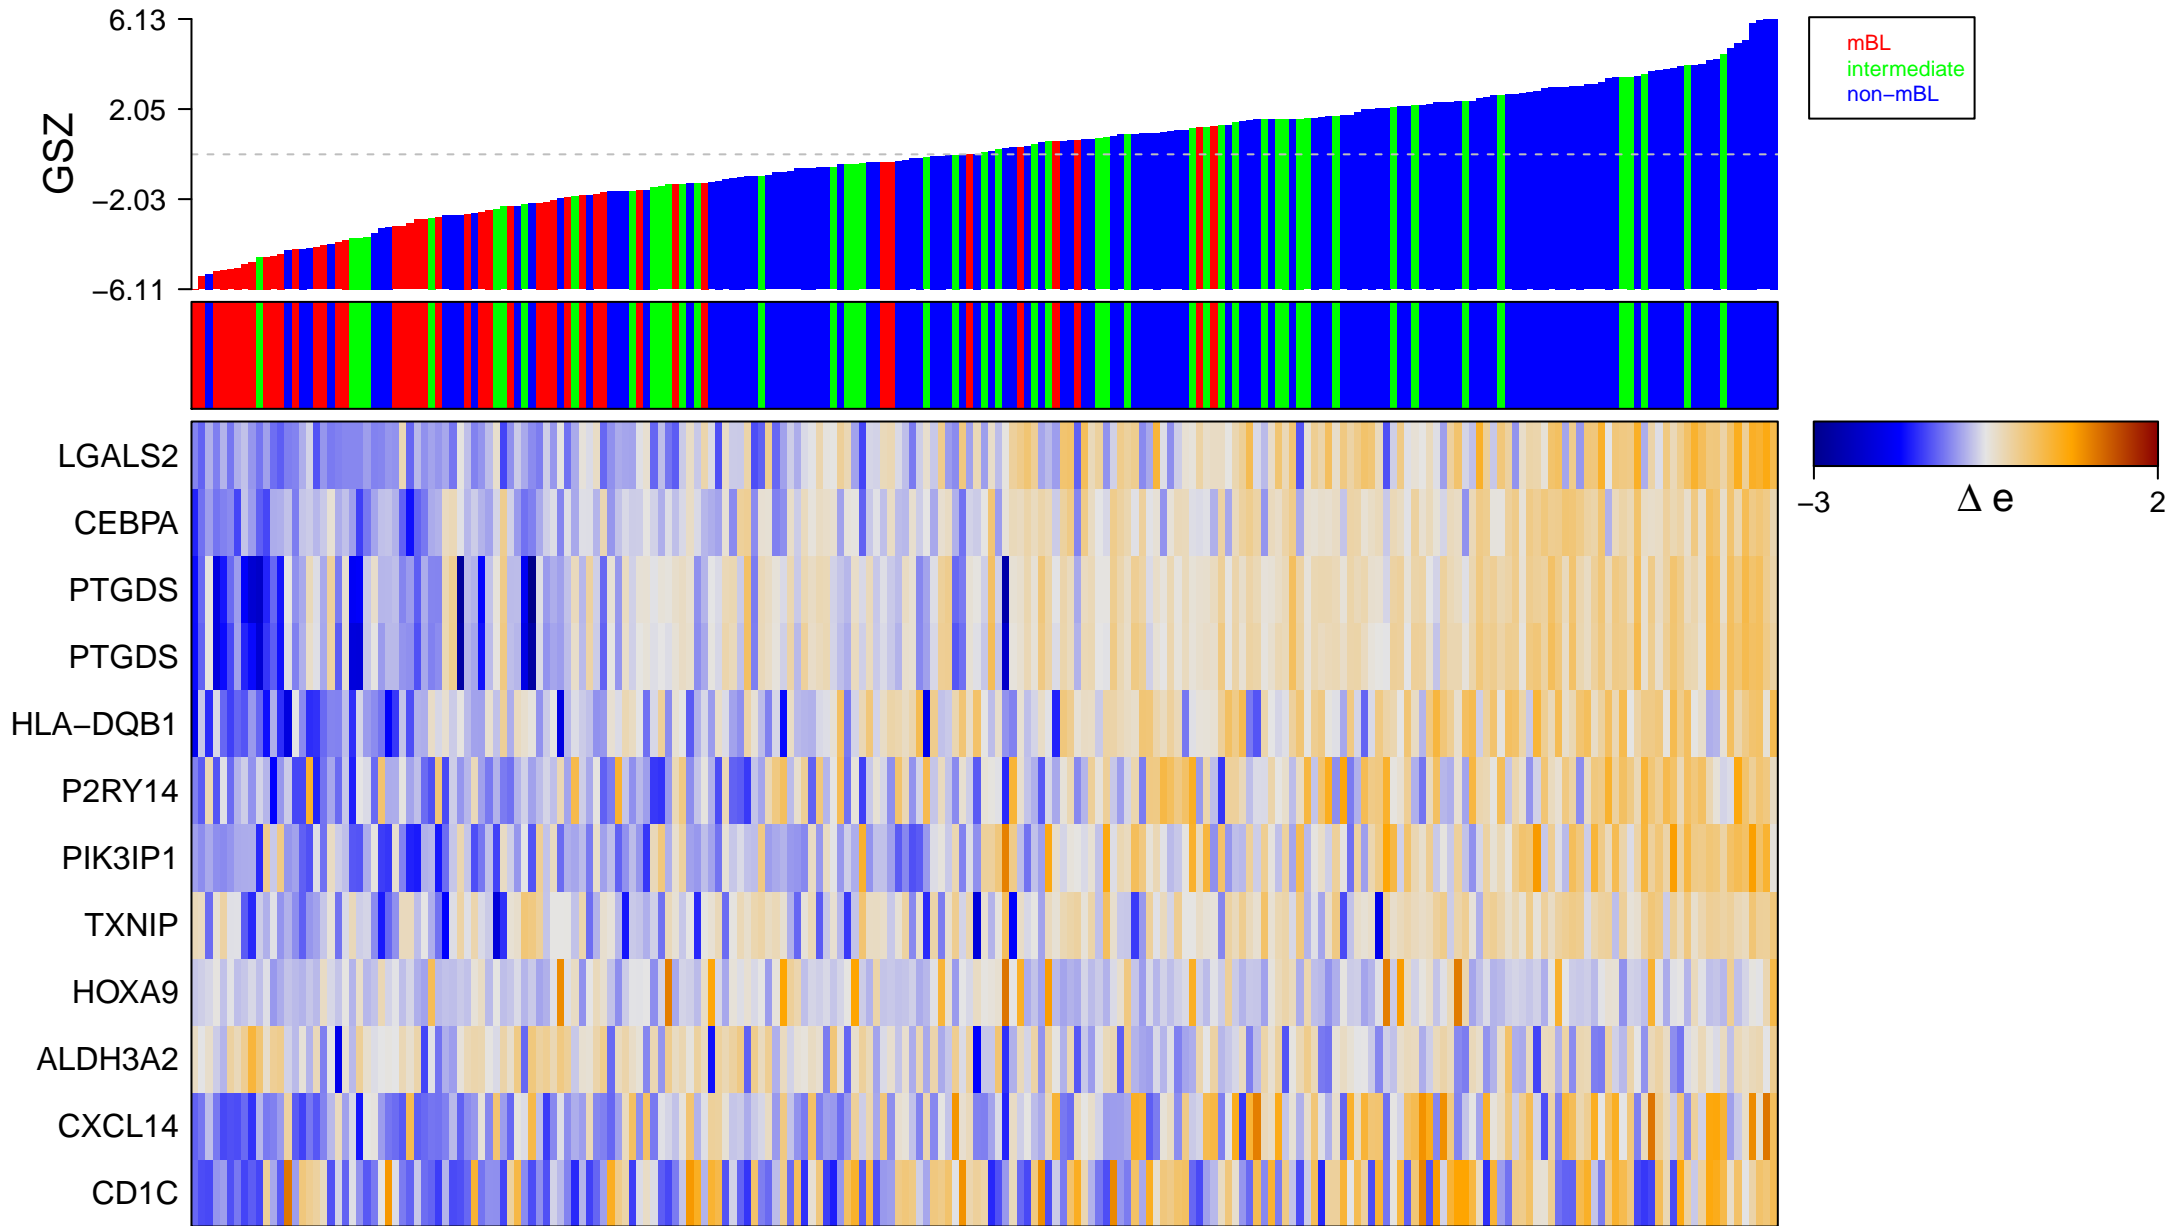 6.13
2.05
−2.03
−6.11
GSZ
mBL
intermediate
non−mBL
LGALS2
CEBPA
PTGDS
PTGDS
HLA−DQB1
P2RY14
PIK3IP1
TXNIP
HOXA9
ALDH3A2
CXCL14
CD1C
−3
Δ e
2